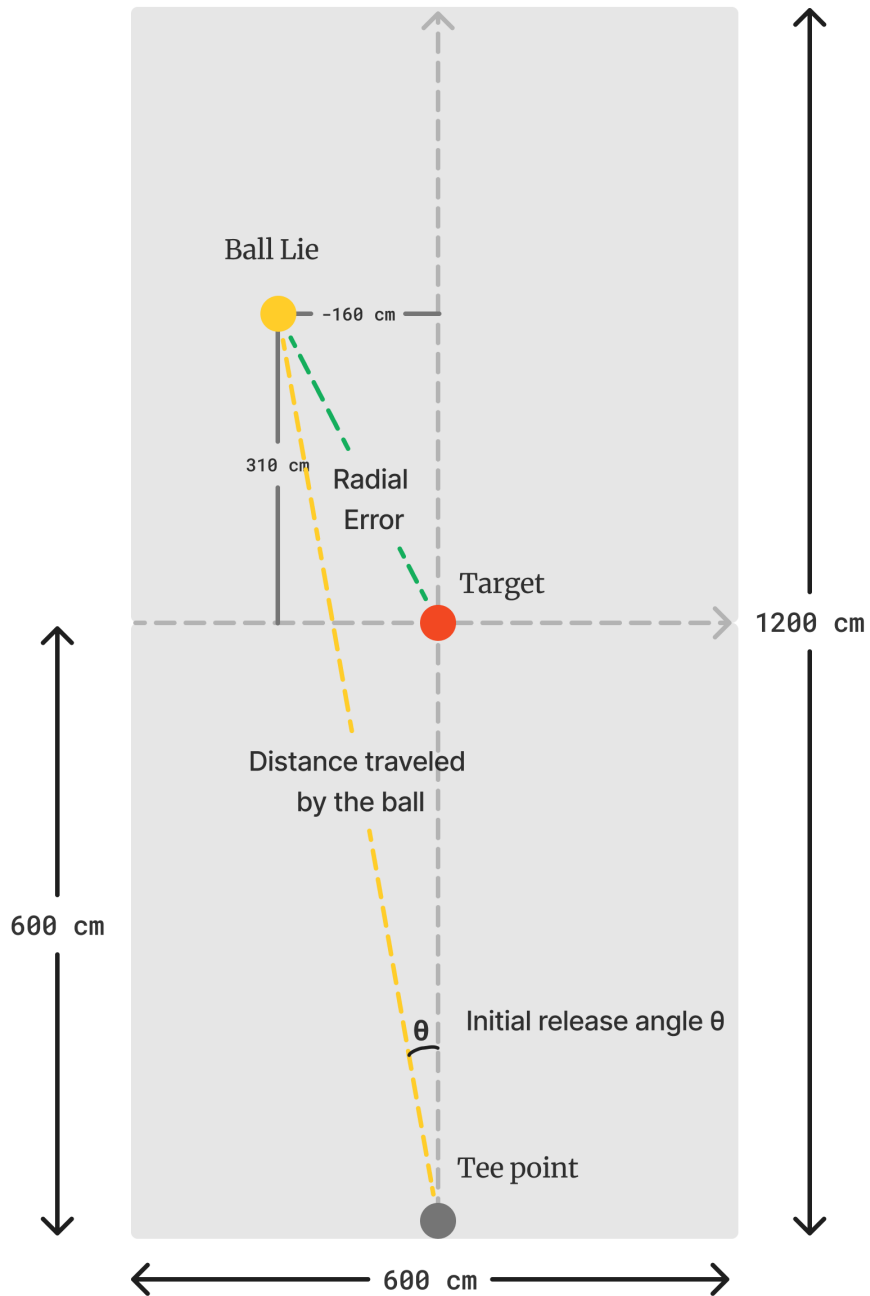 Ball Lie
-160 cm
310 cm
Radial
Error
Target
1200 cm
Distance traveled
by the ball
600 cm
Initial release angle θ
θ
Tee point
600 cm